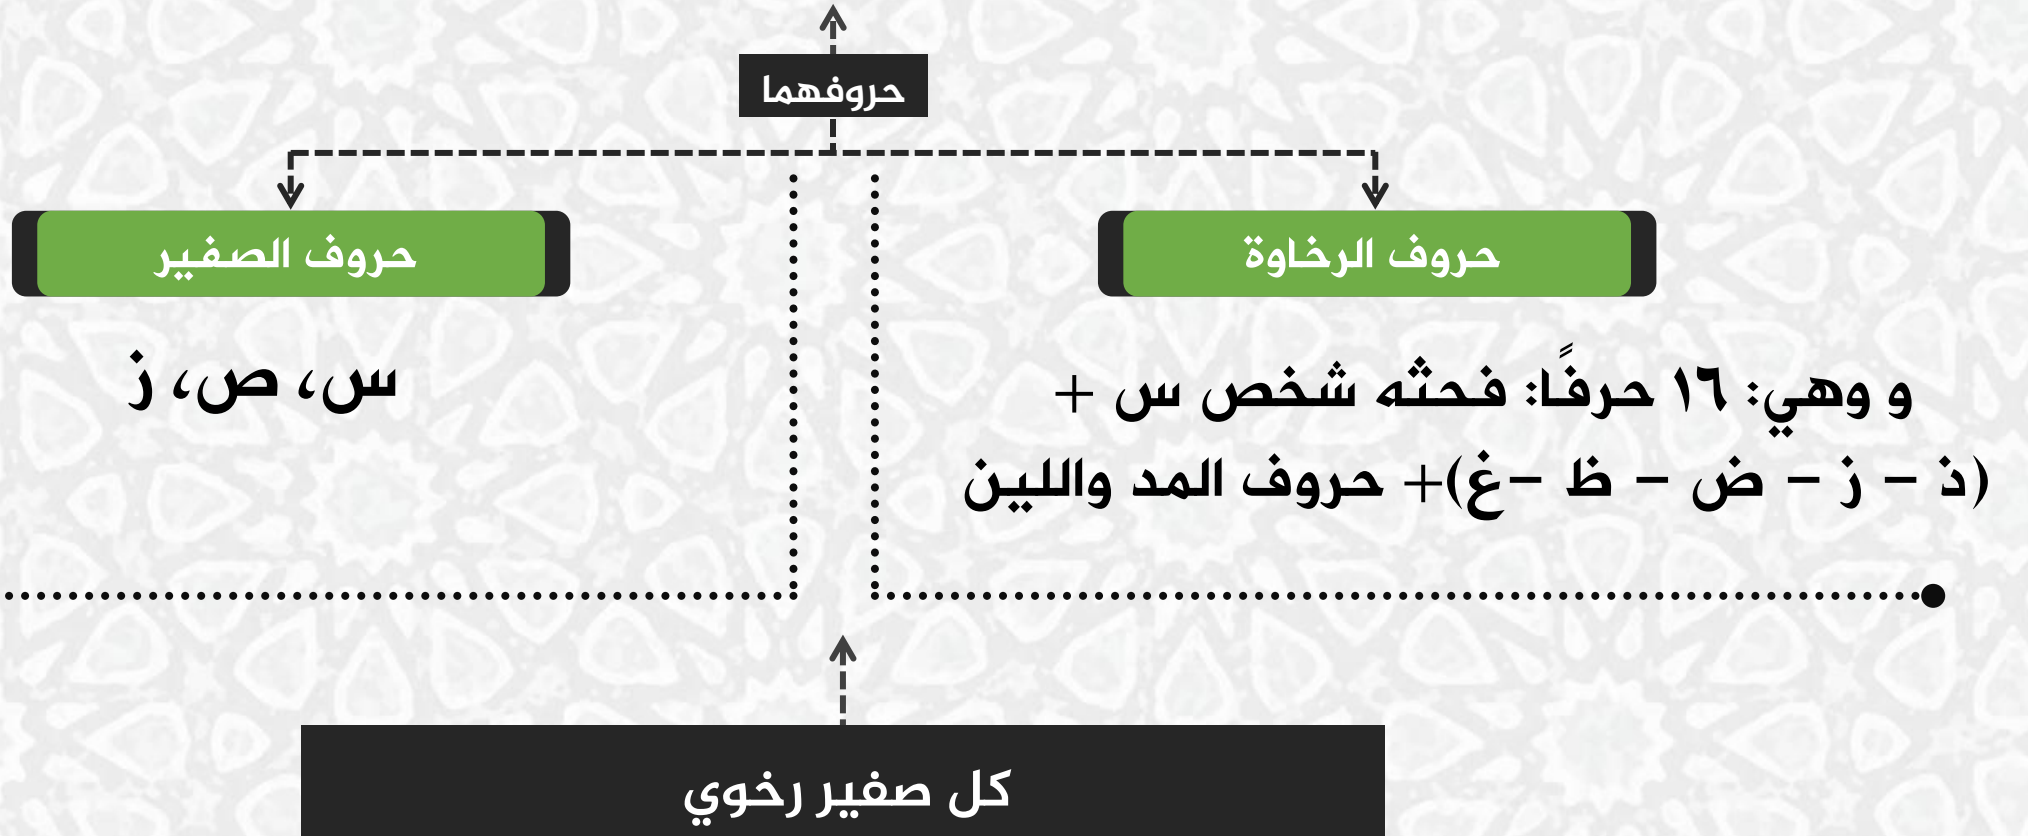 حروفهما
حروف الرخاوة
و وهي: ١٦ حرفًا: فحثه شخص س +
(ذ – ز – ض – ظ –غ)+ حروف المد واللين
حروف الصفير
س، ص، ز
كل صفير رخوي